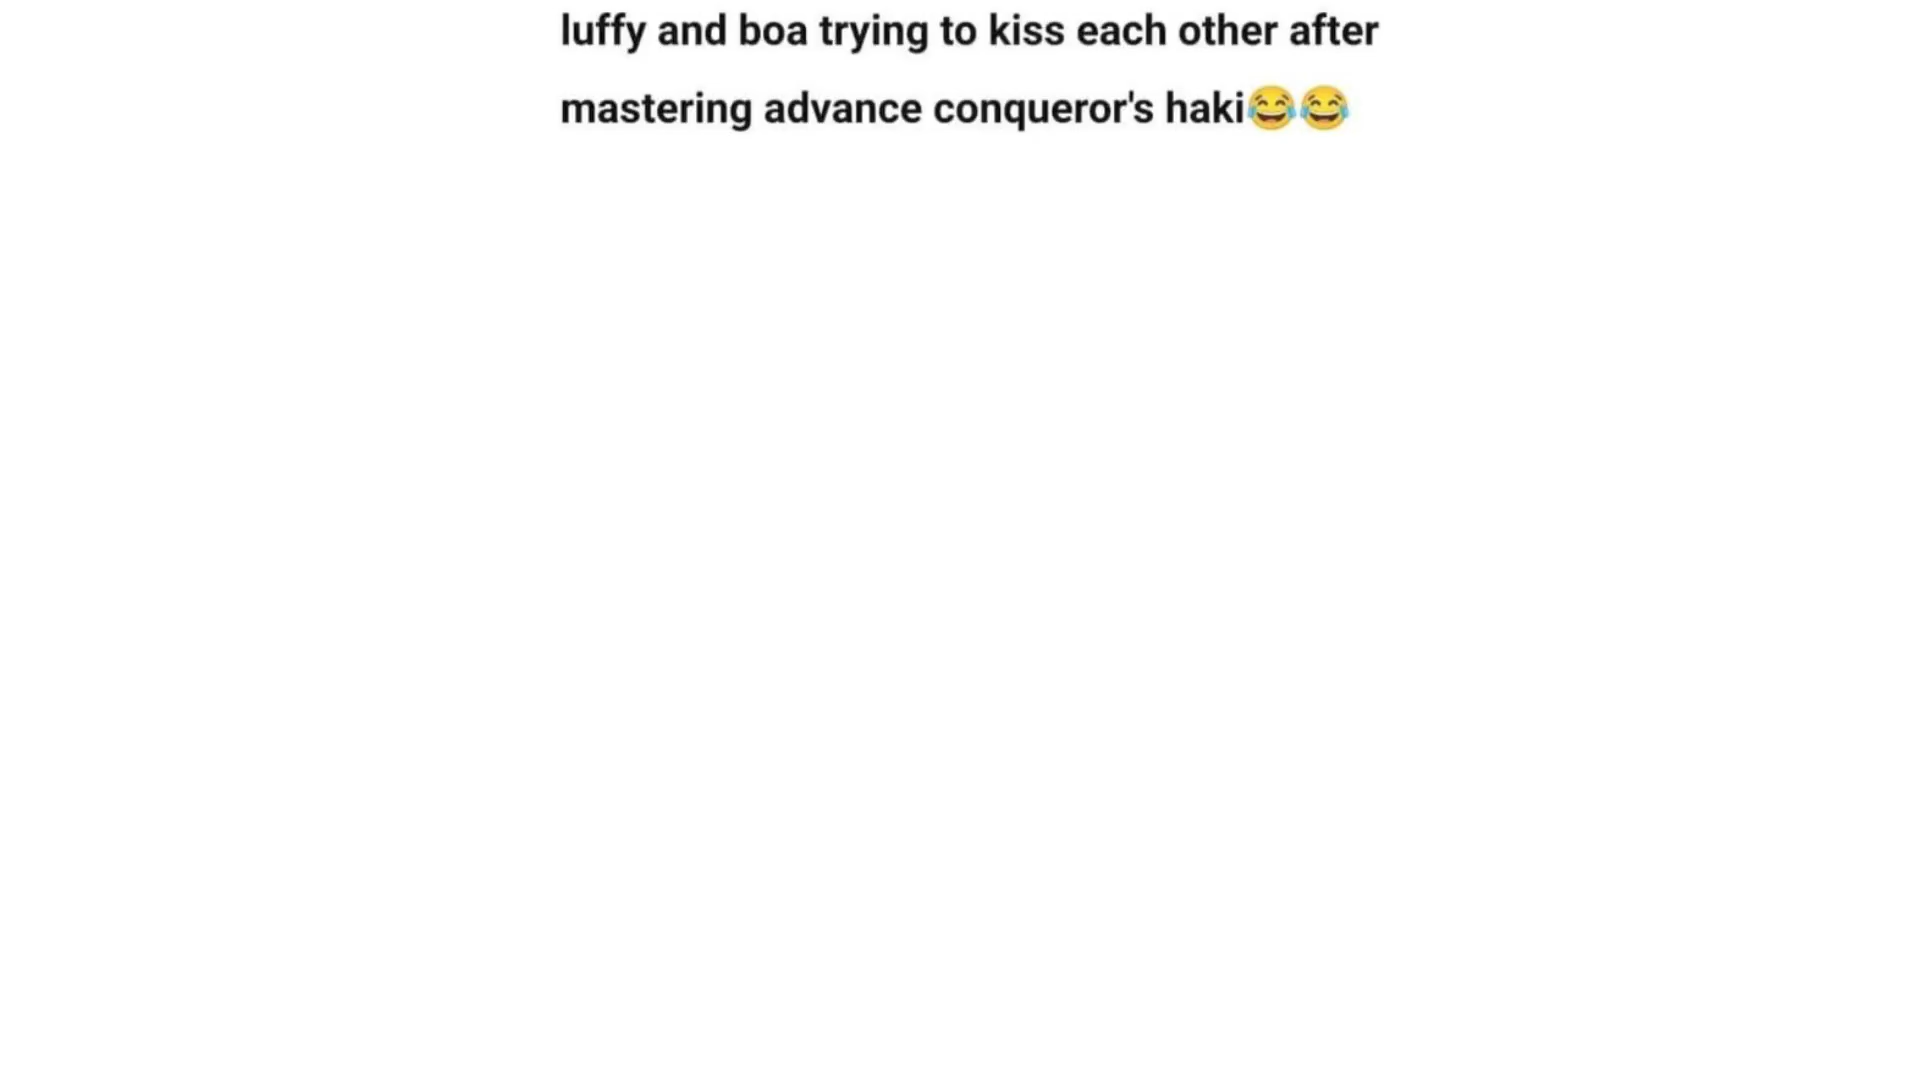 luffy and boa trying to kiss each other after
mastering advance conqueror's haki😂😂